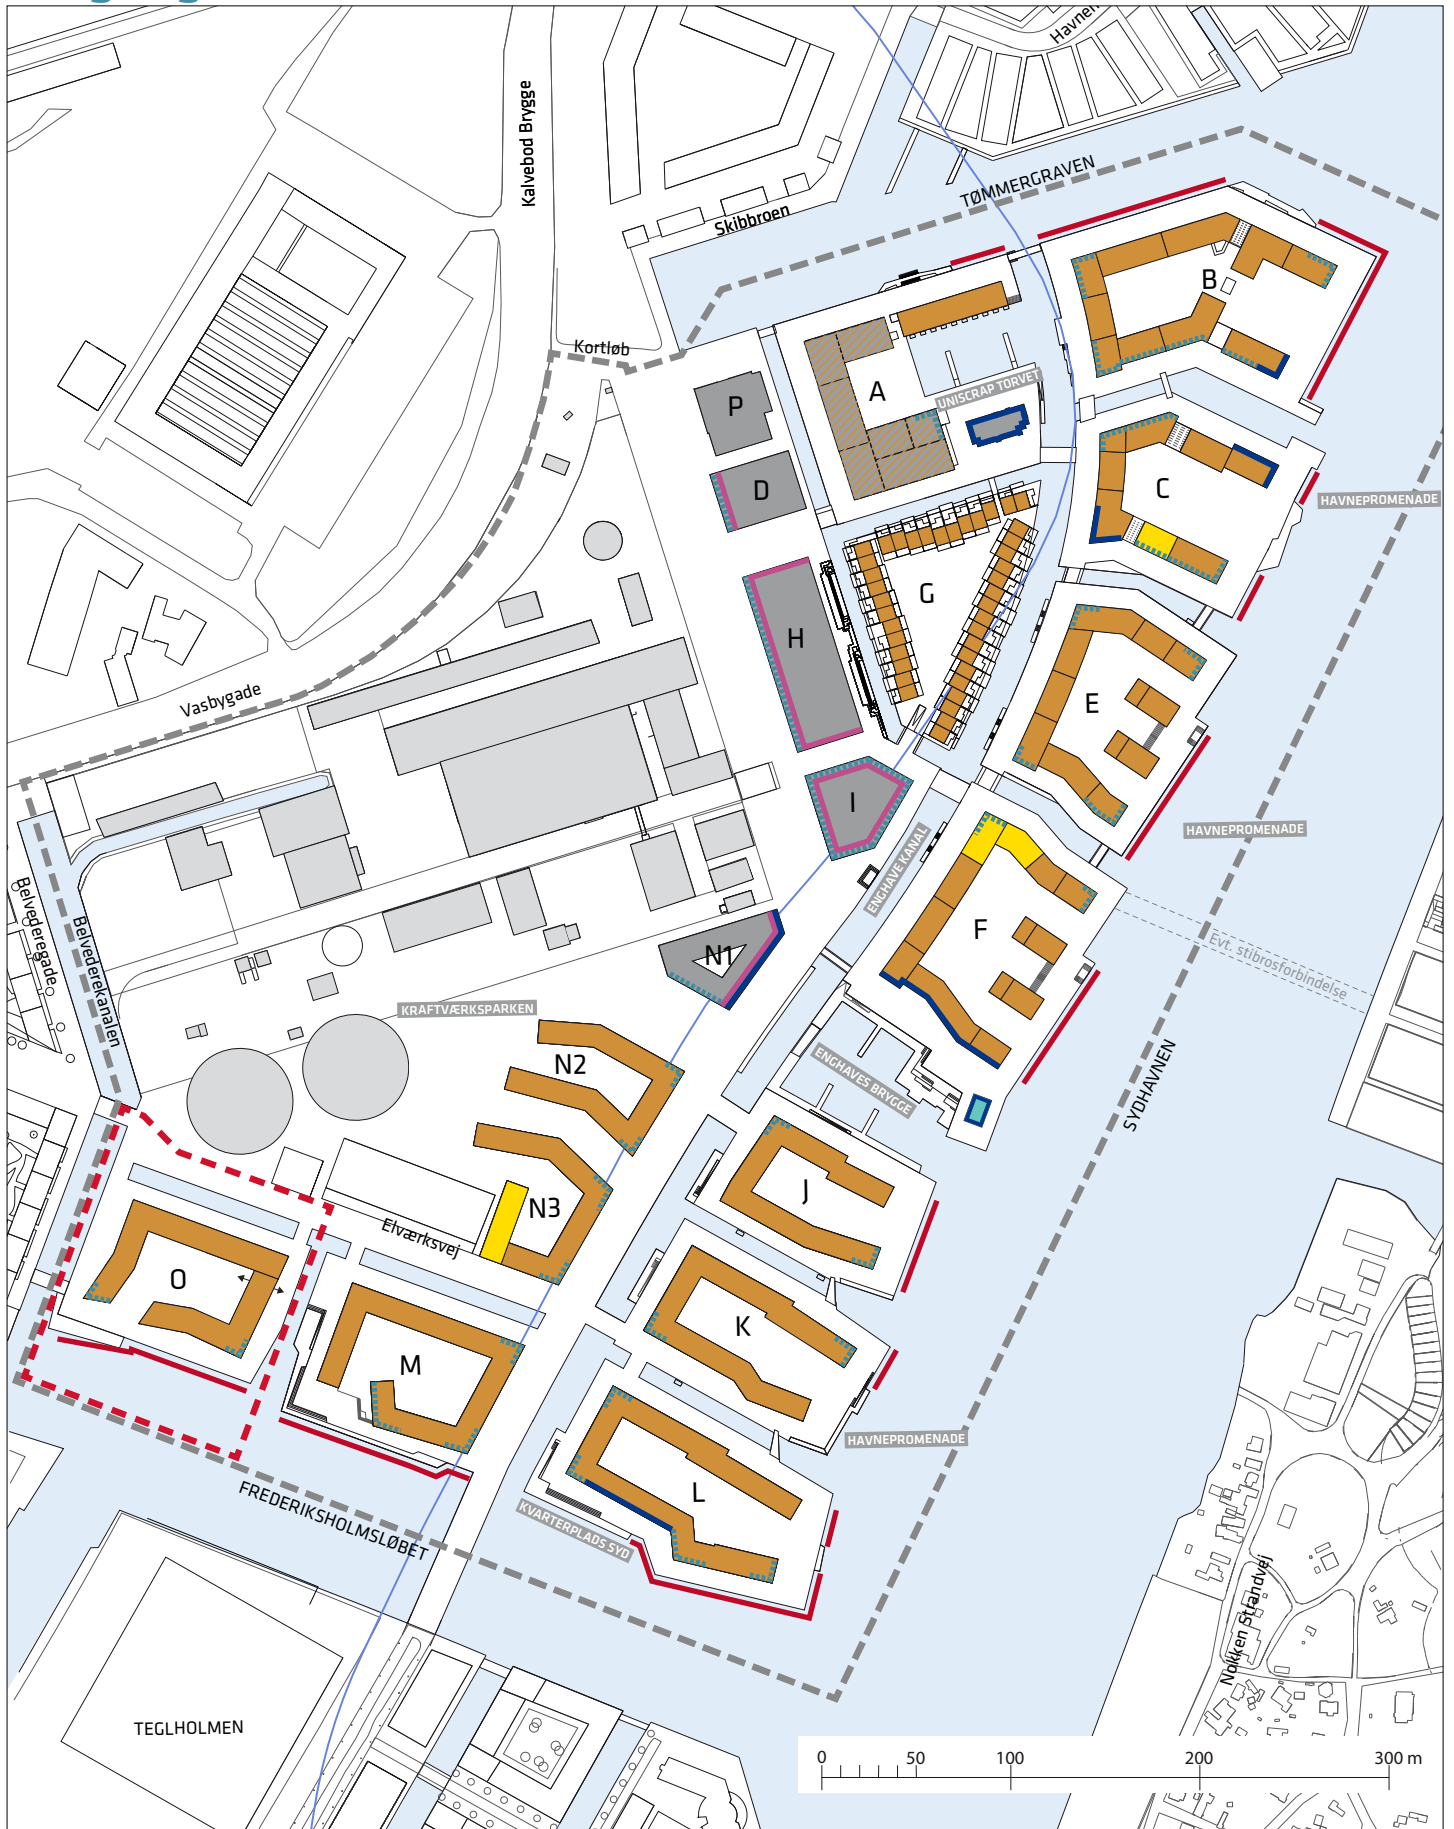 Havnen
Kalvebod Brygge
TØMMERGRAVEN
Skibbroen
B
Kortløb
P
A
UNISCRAP TORVET
D
C
HAVNEPROMENADE
G
H
Vasbygade
E
I
HAVNEPROMENADE
ENGHAVE KANAL
Belvederegade
Belvederekanalen
F
Evt. stibrosforbindelse
N1
KRAFTVÆRKSPARKEN
N2
ENGHAVES BRYGGE
SYDHAVNEN
J
N3
Elværksvej
O
K
M
HAVNEPROMENADE
L
KVARTERPLADS SYD
FREDERIKSHOLMSLØBET
Nokken Strandvej
TEGLHOLMEN
0 50 100 200 300 m